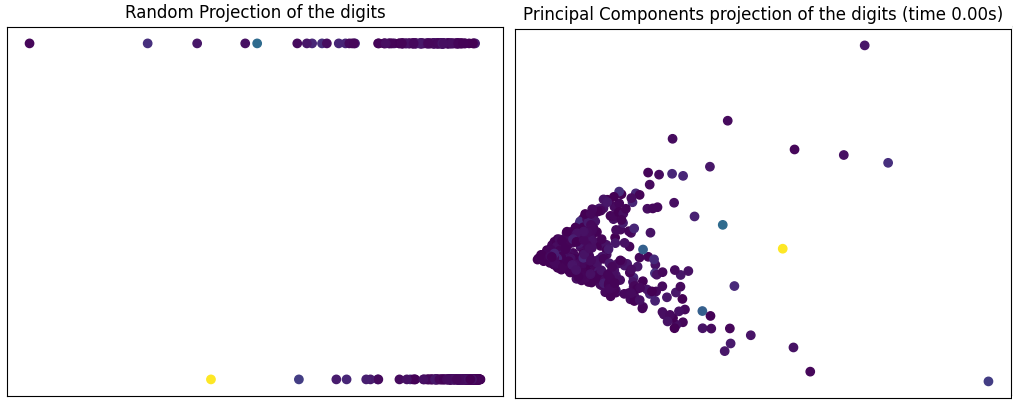 Random Projection of the digits
Principal Components projection of the digits (time 0.00s)